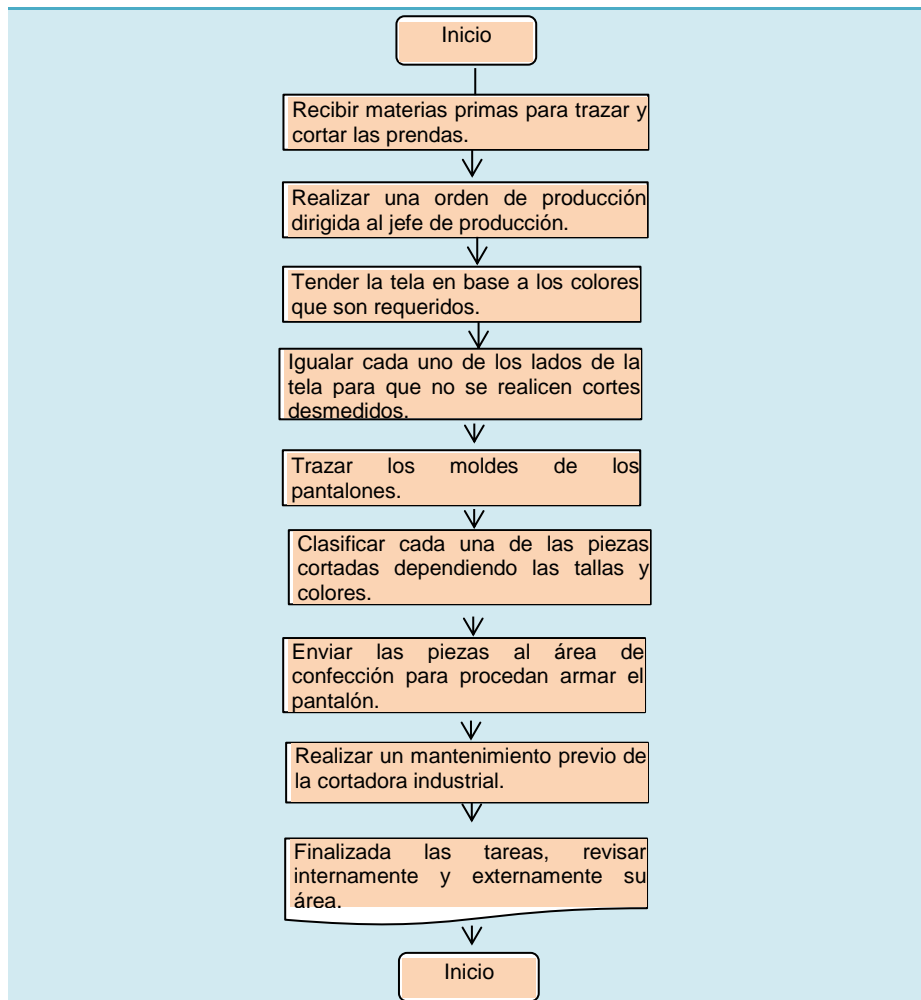 Inicio
Recibir materias primas para trazar y
cortar las prendas.
Realizar una orden de producción
dirigida al jefe de producción.
Tender la tela en base a los colores
que son requeridos.
Igualar cada uno de los lados de la
tela para que no se realicen cortes
desmedidos.
Trazar los moldes de los
pantalones.
Clasificar cada una de las piezas
cortadas dependiendo las tallas y
colores.
Enviar las piezas al área de
confección para procedan armar el
pantalón.
Realizar un mantenimiento previo de
la cortadora industrial.
Finalizada las tareas, revisar
internamente y externamente su
área.
Inicio